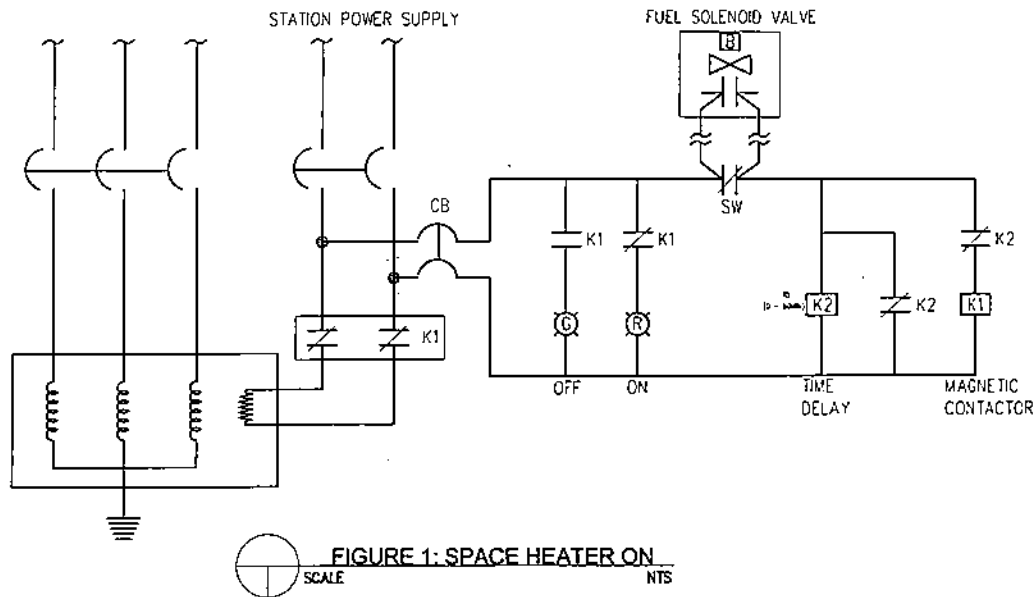 STATION POWER SUPPLY
FUEL SOLENOID VALVE
B
CB
SW
K1
K1
K2
K1
K2
K2
K1
G
R
OFF
ON
TIME
DELAY
MAGNETIC
CONTACTOR
FIGURE 1: SPACE HEATER ON
SCALE
NTS